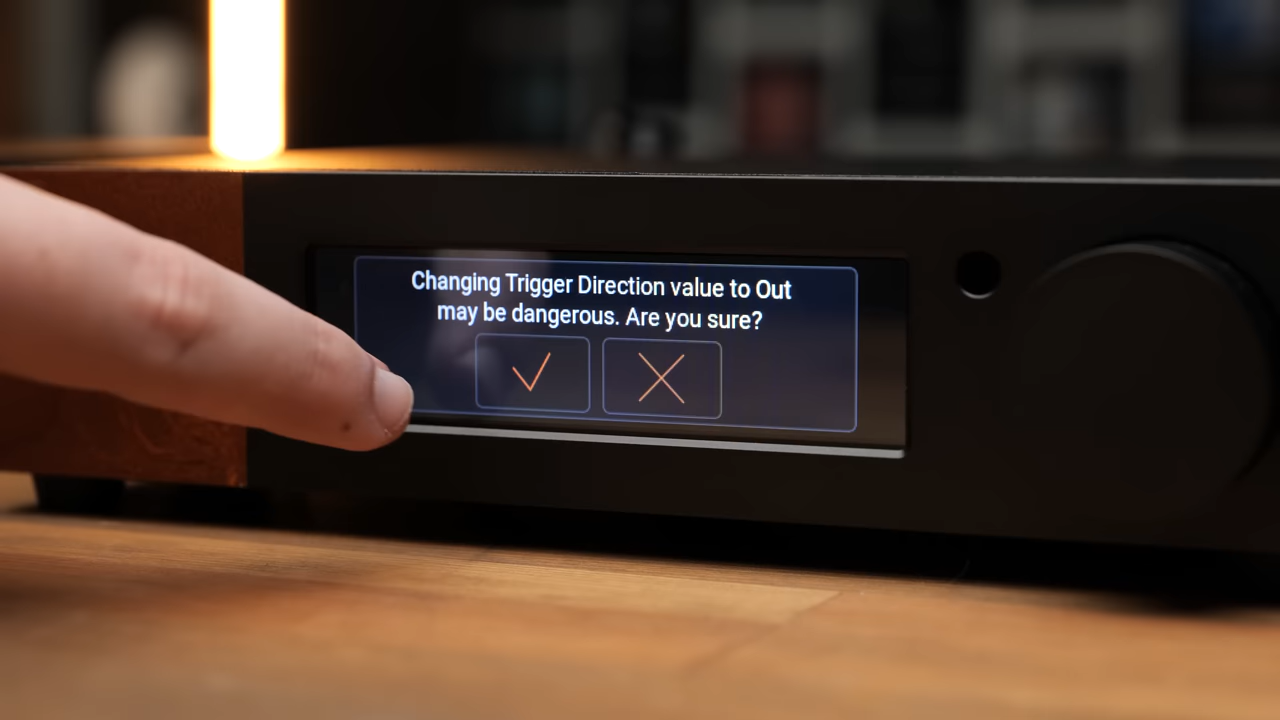 Changing Trigger Direction value to Out
may be dangerous. Are you sure?